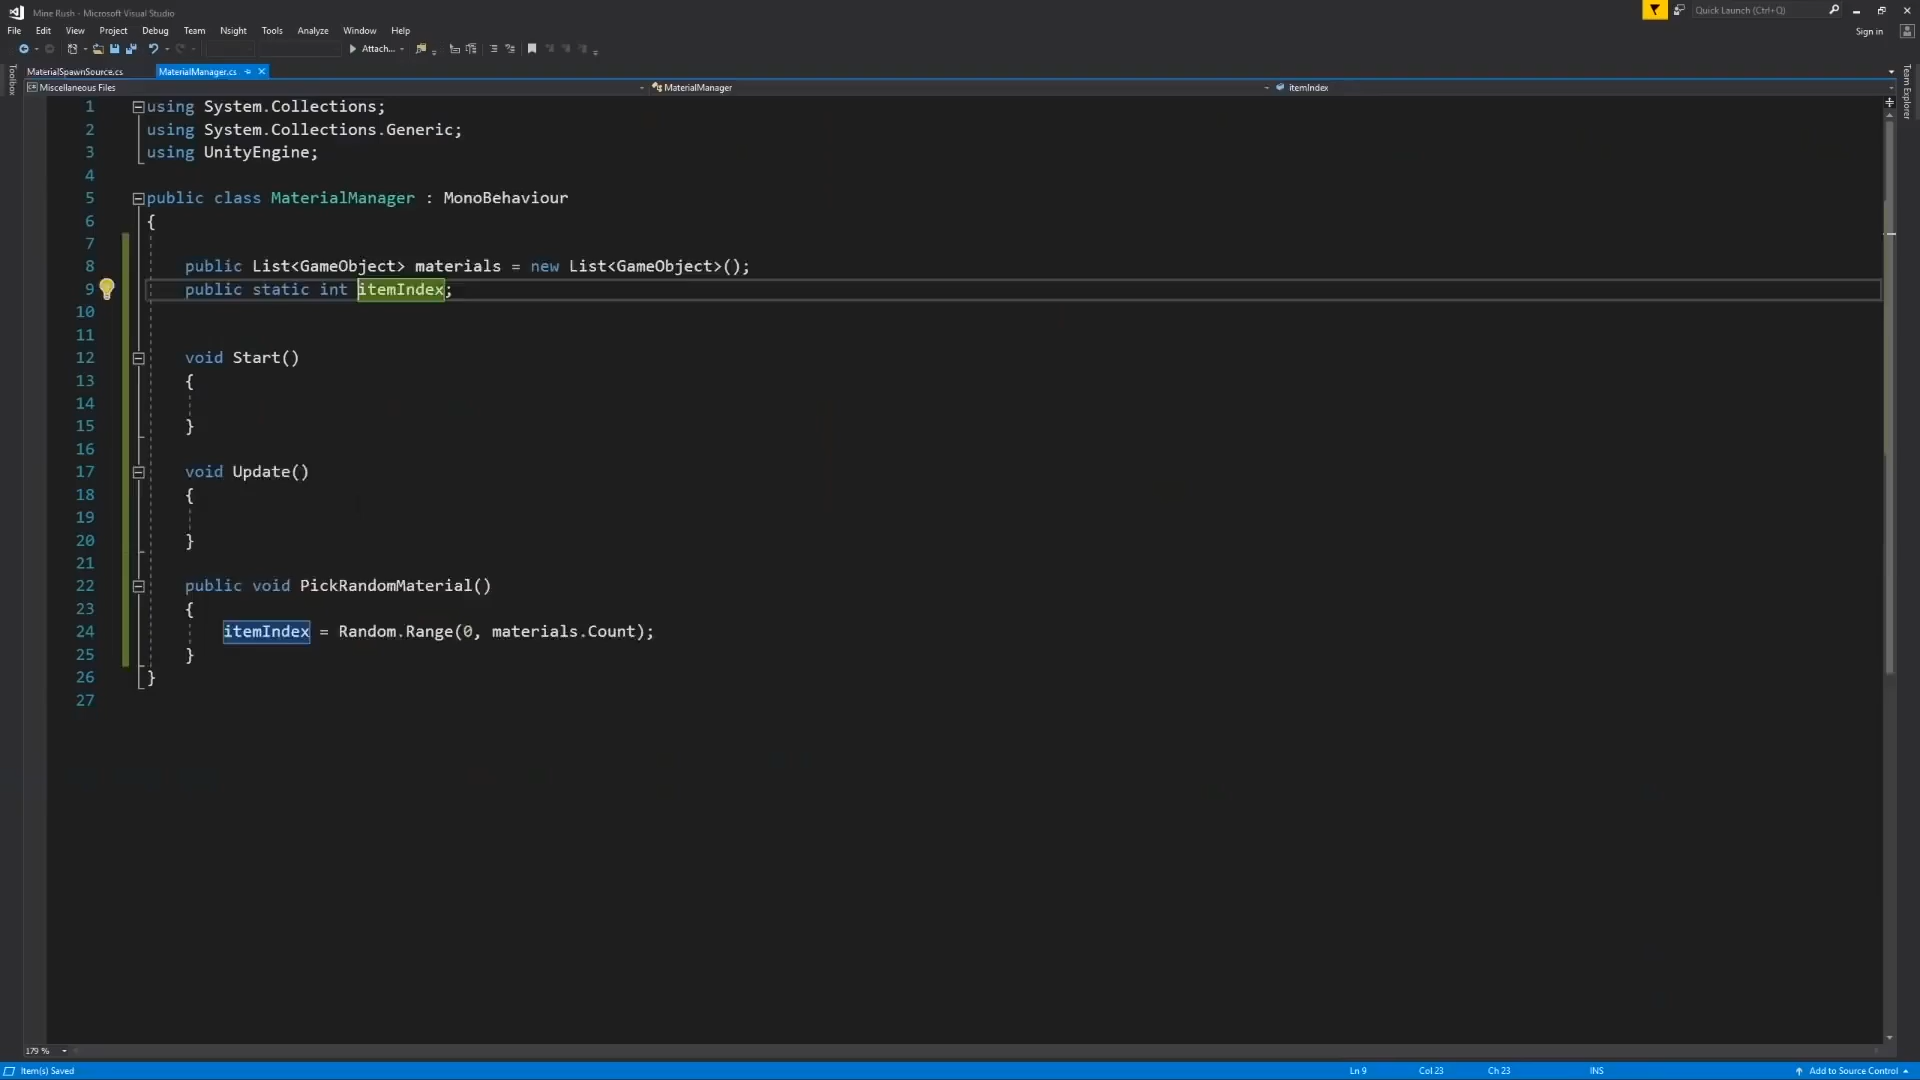 Mine Rush - Microsoft Visual Studio
Quick Launch (Ctrl+Q)
File Edit View Project Debug Team Nsight Tools Analyze Window Help
Sign in
Attach...
Toolbox
MaterialSpawnSource.cs MaterialManager.cs
Team Explorer
Miscellaneous Files MaterialManager itemIndex
1 using System.Collections;
2 using System.Collections.Generic;
3 using UnityEngine;
4
5 public class MaterialManager : MonoBehaviour
6 {
7
8 public List<GameObject> materials = new List<GameObject>();
9 public static int itemIndex;
10
11
12 void Start()
13 {
14
15 }
16
17 void Update()
18 {
19
20 }
21
22 public void PickRandomMaterial()
23 {
24 itemIndex = Random.Range(0, materials.Count);
25 }
26 }
27
179 %
Item(s) Saved Ln 9 Col 23 Ch 23 INS Add to Source Control